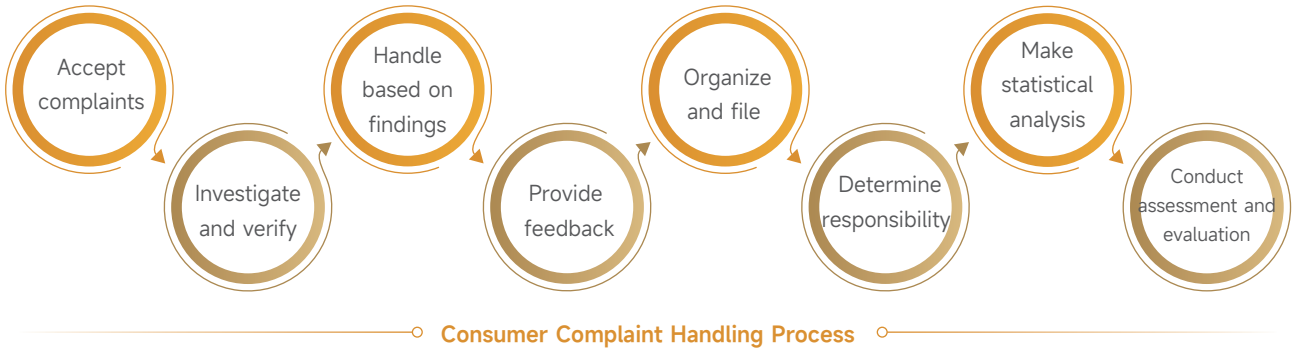 Accept
complaints
Investigate
and verify
Handle
based on
findings
Provide
feedback
Organize
and file
Determine
responsibility
Make
statistical
analysis
Conduct
assessment and
evaluation
Consumer Complaint Handling Process